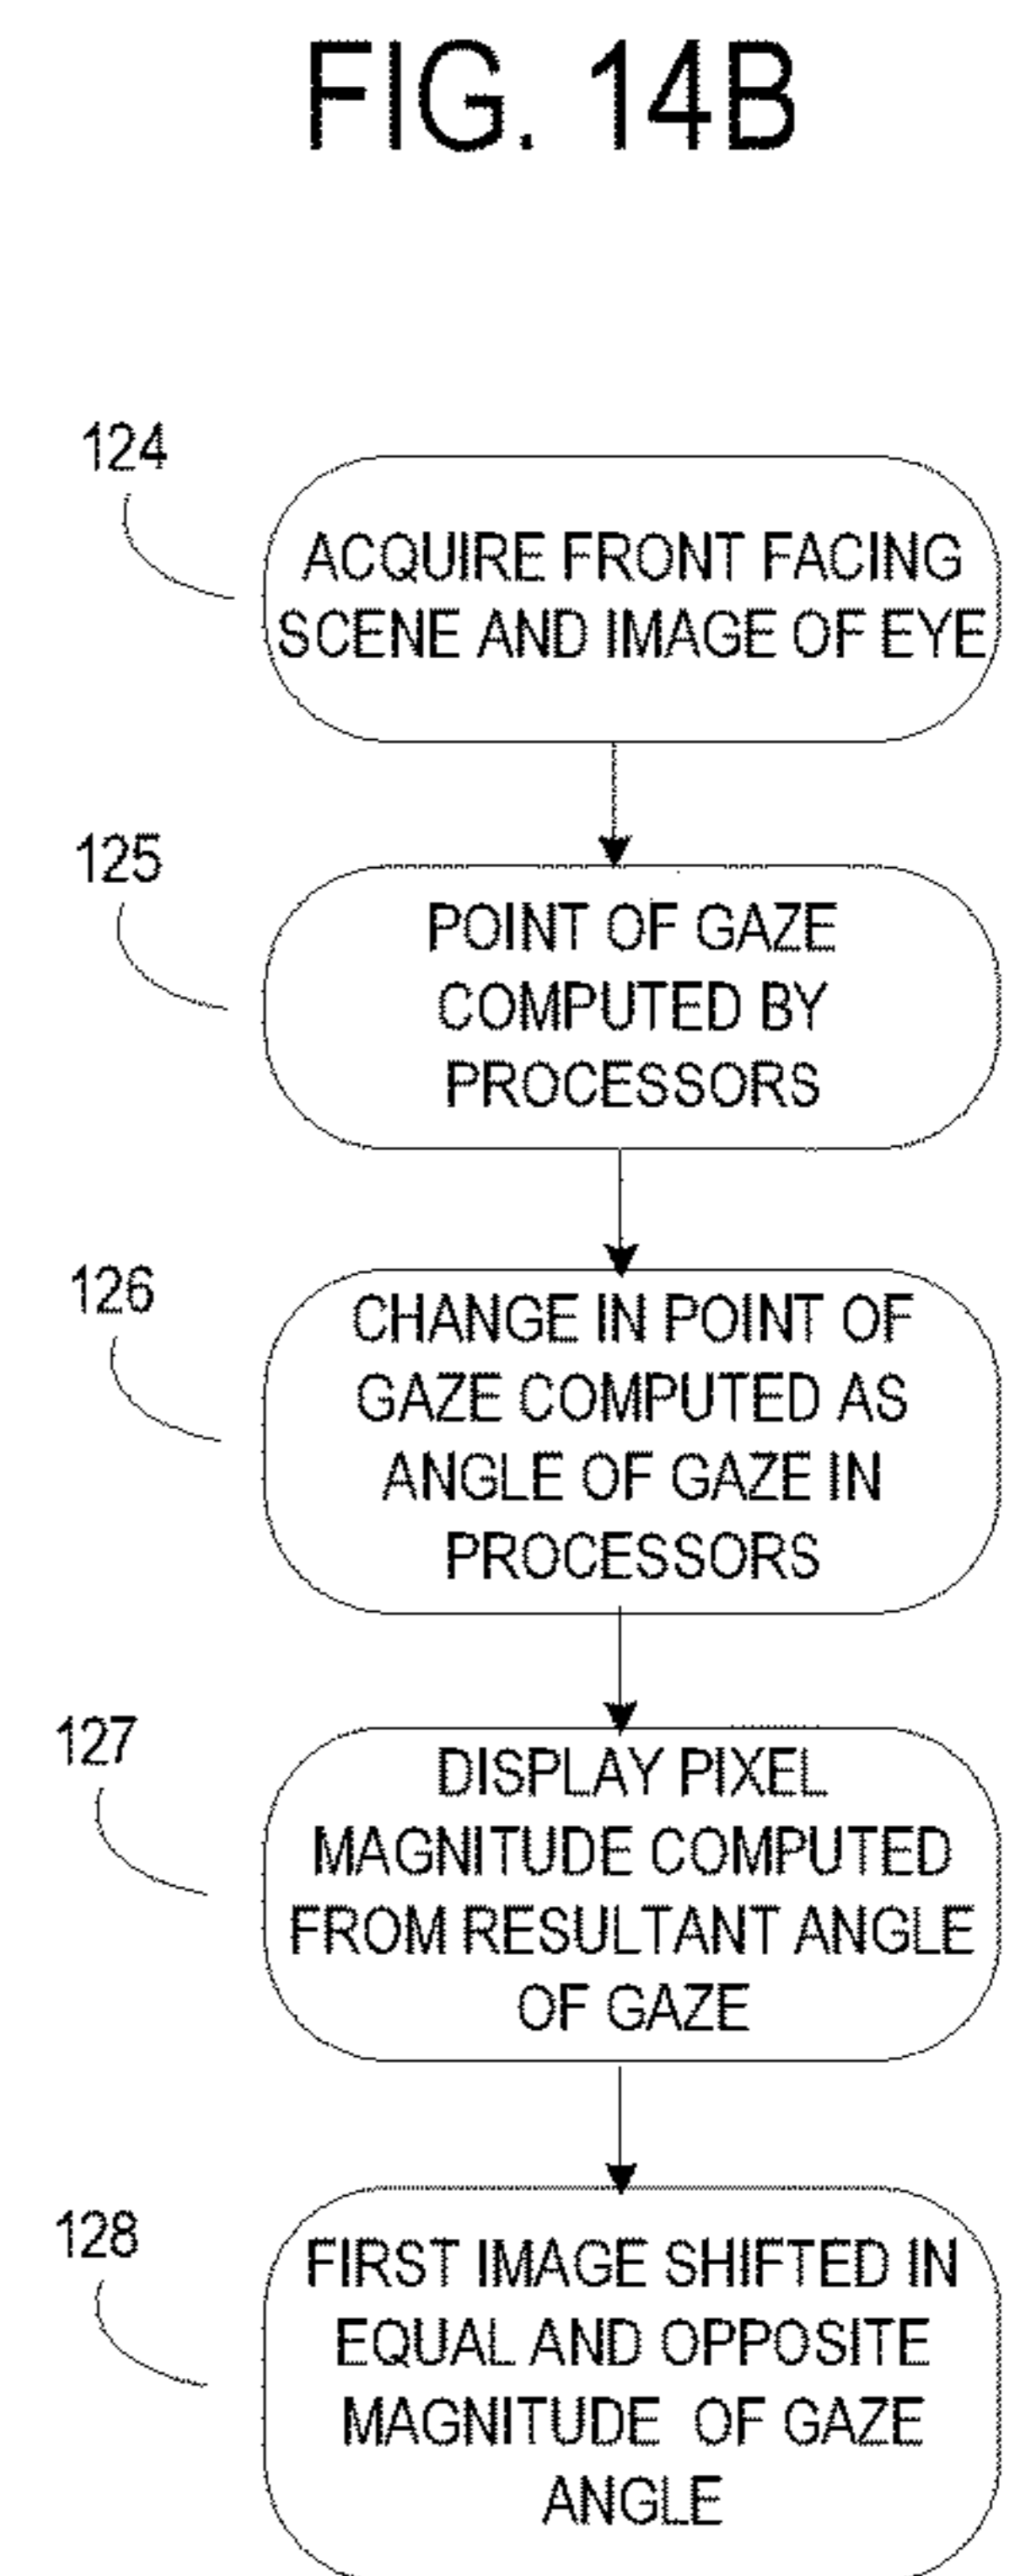 FIG. 14B
124
ACQUIRE FRONT FACING
SCENE AND IMAGE OF EYE
125
POINT OF GAZE
COMPUTED BY
PROCESSORS
126
CHANGE IN POINT OF
GAZE COMPUTED AS
ANGLE OF GAZE IN
PROCESSORS
127
DISPLAY PIXEL
MAGNITUDE COMPUTED
FROM RESULTANT ANGLE
OF GAZE
128
FIRST IMAGE SHIFTED IN
EQUAL AND OPPOSITE
MAGNITUDE OF GAZE
ANGLE